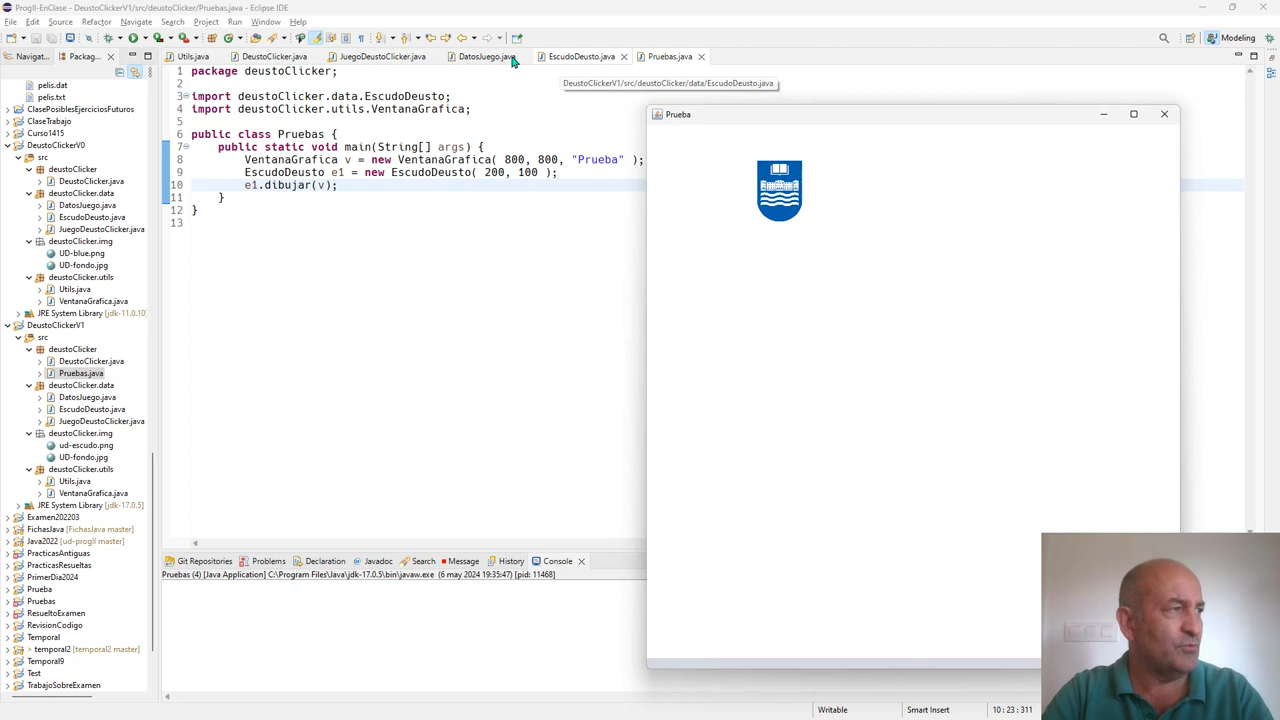 ProgII-EnClase - DeustoClickerV1/src/deustoClicker/Pruebas.java - Eclipse IDE
File Edit Source Refactor Navigate Search Project Run Window Help
Modeling
Navigat... Packag...
Utils.java DeustoClicker.java JuegoDeustoClicker.java DatosJuego.java EscudoDeusto.java Pruebas.java
DeustoClickerV1/src/deustoClicker/data/EscudoDeusto.java
pelis.dat
pelis.txt
ClasePosiblesEjerciciosFuturos
ClaseTrabajo
Curso1415
DeustoClickerV0
src
deustoClicker
DeustoClicker.java
deustoClicker.data
DatosJuego.java
EscudoDeusto.java
JuegoDeustoClicker.java
deustoClicker.img
UD-blue.png
UD-fondo.jpg
deustoClicker.utils
Utils.java
VentanaGrafica.java
JRE System Library [jdk-11.0.10]
DeustoClickerV1
src
deustoClicker
DeustoClicker.java
Pruebas.java
deustoClicker.data
DatosJuego.java
EscudoDeusto.java
JuegoDeustoClicker.java
deustoClicker.img
ud-escudo.png
UD-fondo.jpg
deustoClicker.utils
Utils.java
VentanaGrafica.java
JRE System Library [jdk-17.0.5]
Examen202203
FichasJava [FichasJava master]
Java2022 [ud-progII master]
PracticasAntiguas
PracticasResueltas
PrimerDia2024
Prueba
Pruebas
ResueltoExamen
RevisionCodigo
Temporal
> temporal2 [temporal2 master]
Temporal9
Test
TrabajoSobreExamen
1 package deustoClicker;
2
3 import deustoClicker.data.EscudoDeusto;
4 import deustoClicker.utils.VentanaGrafica;
5
6 public class Pruebas {
7 public static void main(String[] args) {
8 VentanaGrafica v = new VentanaGrafica( 800, 800, "Prueba" );
9 EscudoDeusto e1 = new EscudoDeusto( 200, 100 );
10 e1.dibujar(v);
11 }
12 }
13
Prueba
Git Repositories Problems Declaration Javadoc Search Message History Console
Pruebas (4) [Java Application] C:\Program Files\Java\jdk-17.0.5\bin\javaw.exe (6 may 2024 19:35:47) [pid: 11468]
Writable Smart Insert 10 : 23 : 311